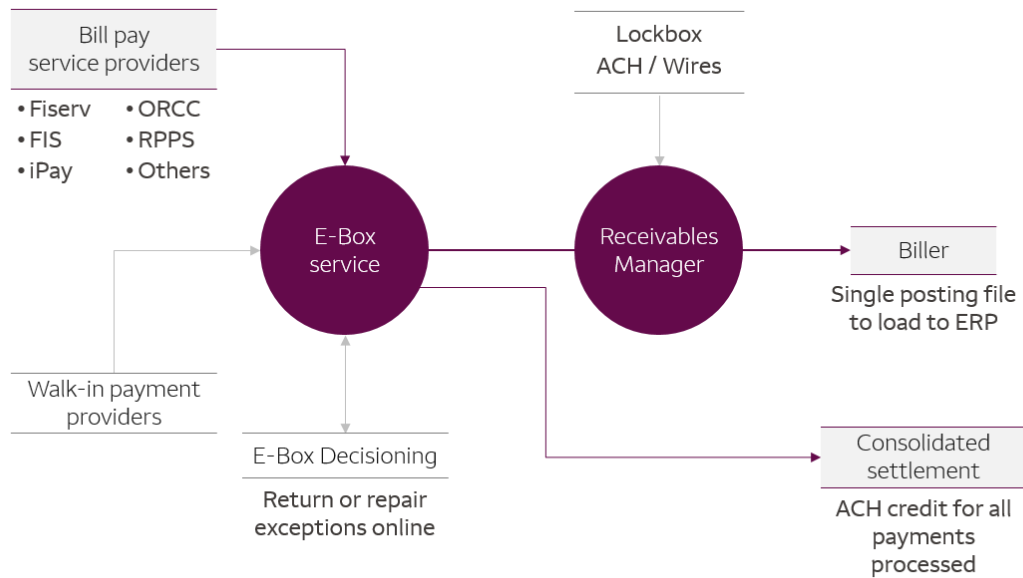 Bill pay
service providers
• Fiserv
• FIS
• iPay
• ORCC
• RPPS
• Others
Lockbox
ACH / Wires
E-Box
service
Receivables
Manager
Biller
Single posting file
to load to ERP
Walk-in payment
providers
E-Box Decisioning
Return or repair
exceptions online
Consolidated
settlement
ACH credit for all
payments
processed